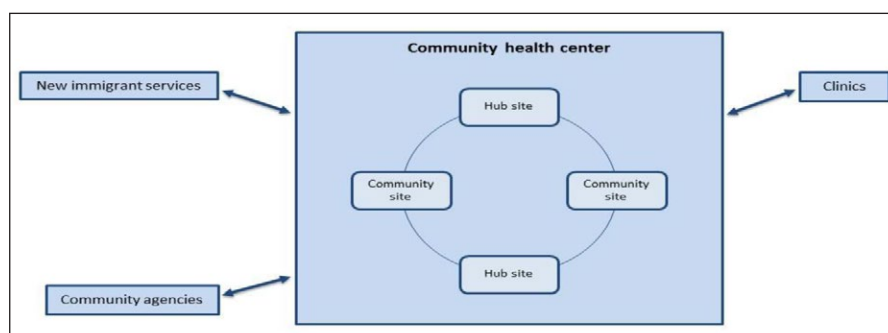 Community health center
New immigrant services
Clinics
Hub site
Community
site
Community
site
Hub site
Community agencies